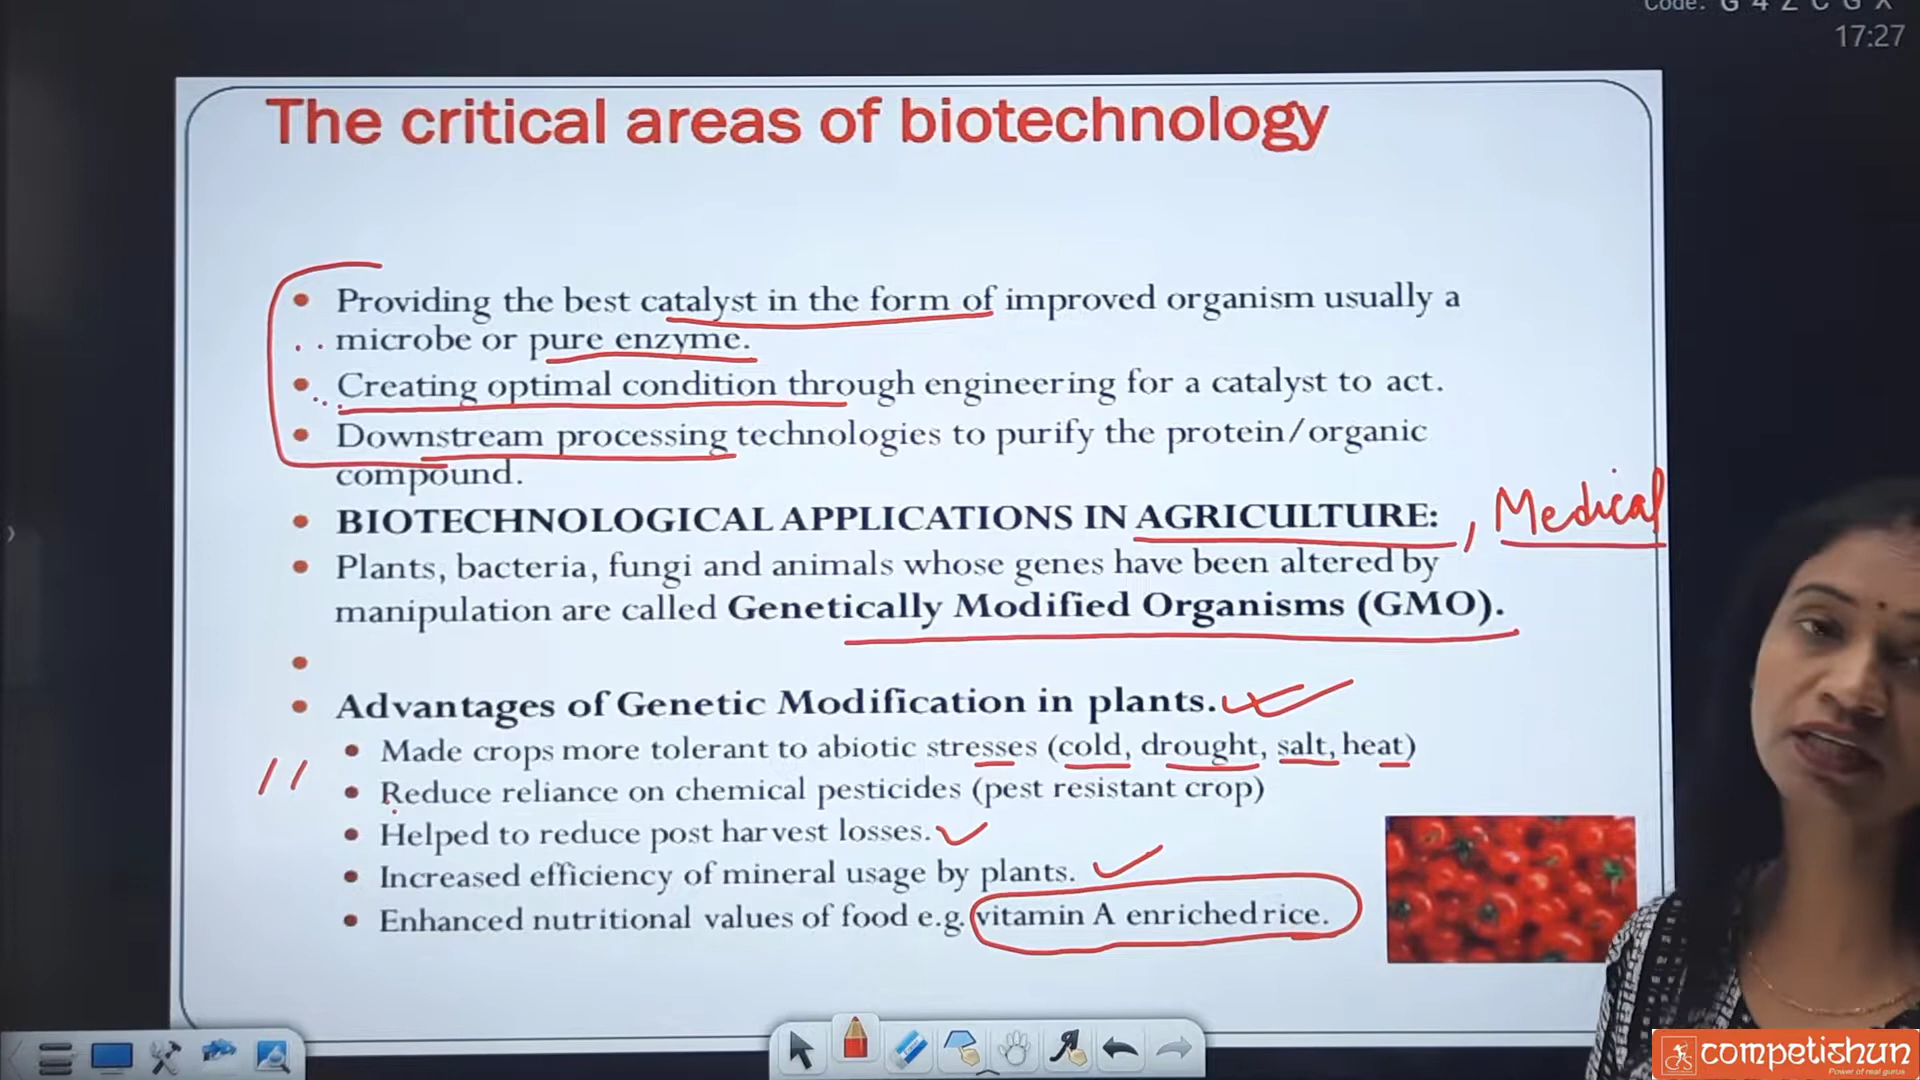 Code: G 4 Z C G X
17:27
The critical areas of biotechnology
Providing the best catalyst in the form of improved organism usually a
microbe or pure enzyme.
Creating optimal condition through engineering for a catalyst to act.
Downstream processing technologies to purify the protein/organic
compound.
BIOTECHNOLOGICAL APPLICATIONS IN AGRICULTURE: , Medical
Plants, bacteria, fungi and animals whose genes have been altered by
manipulation are called Genetically Modified Organisms (GMO).
Advantages of Genetic Modification in plants.
Made crops more tolerant to abiotic stresses (cold, drought, salt, heat)
Reduce reliance on chemical pesticides (pest resistant crop)
Helped to reduce post harvest losses.
Increased efficiency of mineral usage by plants.
Enhanced nutritional values of food e.g. vitamin A enriched rice.
competishun
Power of real gurus